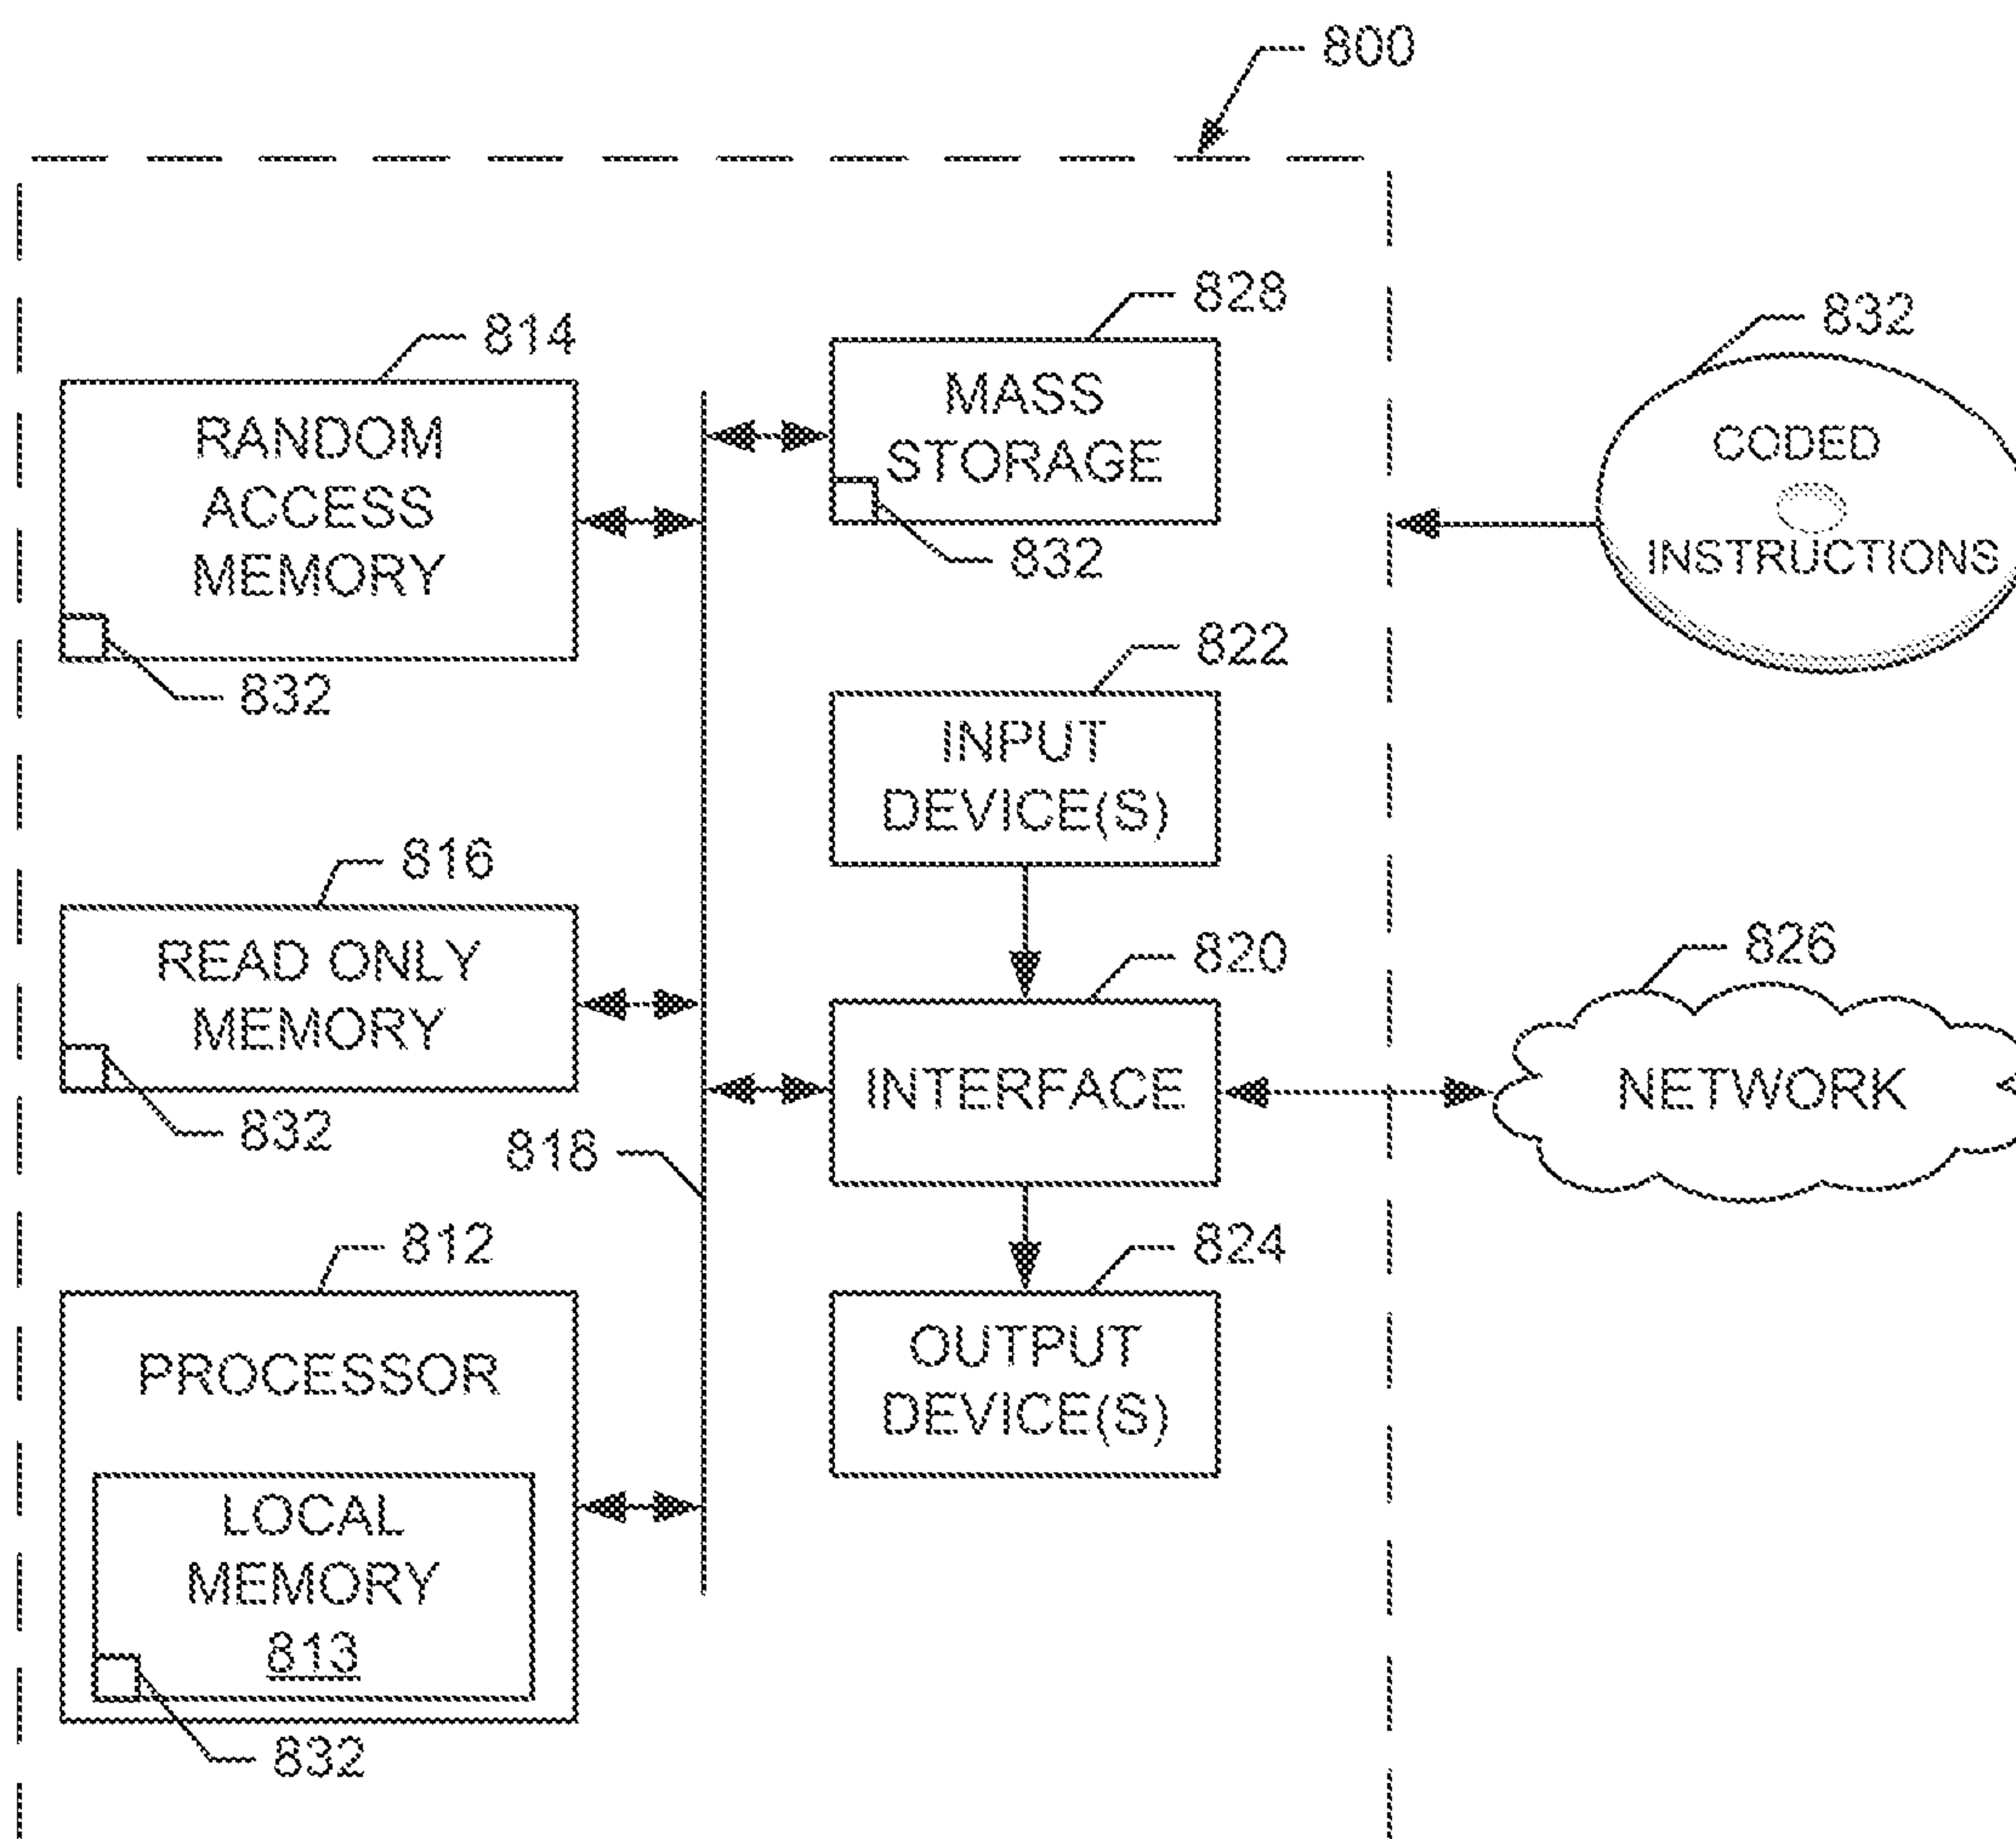 800
828
814
832
MASS
STORAGE
RANDOM
ACCESS
MEMORY
CODED
INSTRUCTIONS
832
822
832
INPUT
DEVICE(S)
816
READ ONLY
MEMORY
820
826
INTERFACE
NETWORK
832
818
812
824
PROCESSOR
OUTPUT
DEVICE(S)
LOCAL
MEMORY
813
832